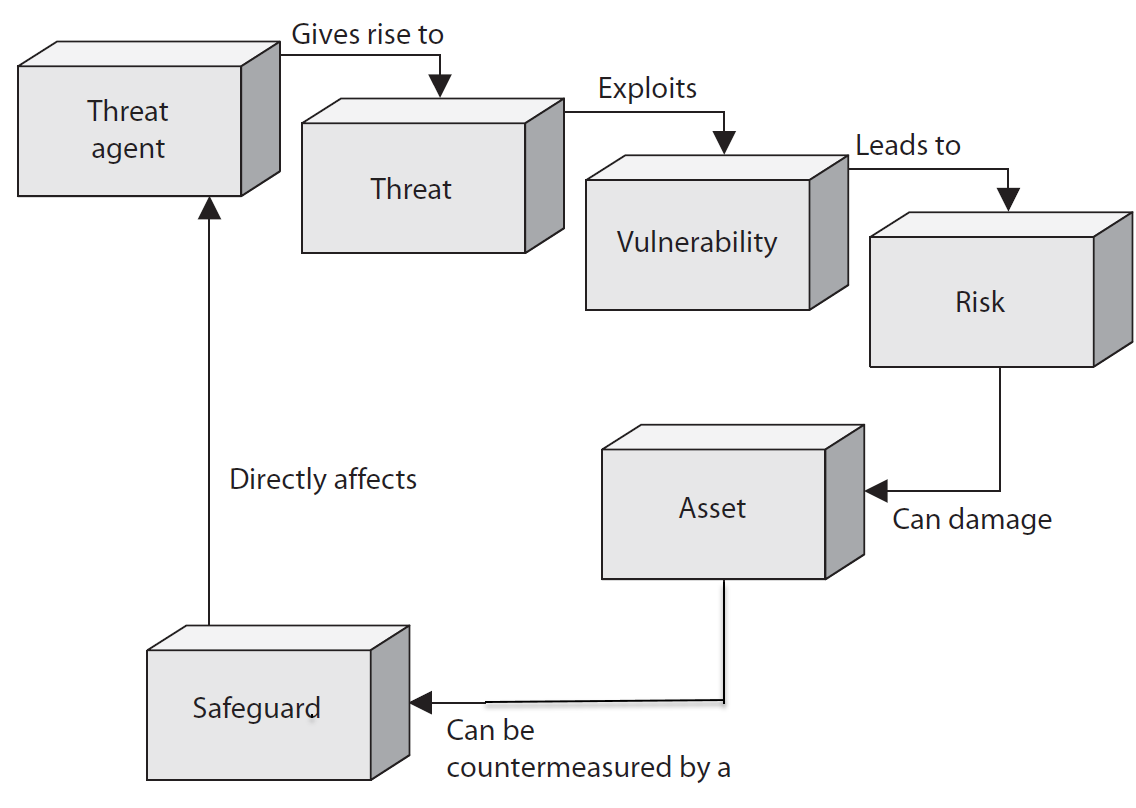 Gives rise to
Threat
agent
Exploits
Threat
Leads to
Vulnerability
Risk
Directly affects
Asset
Can damage
Safeguard
Can be
countermeasured by a